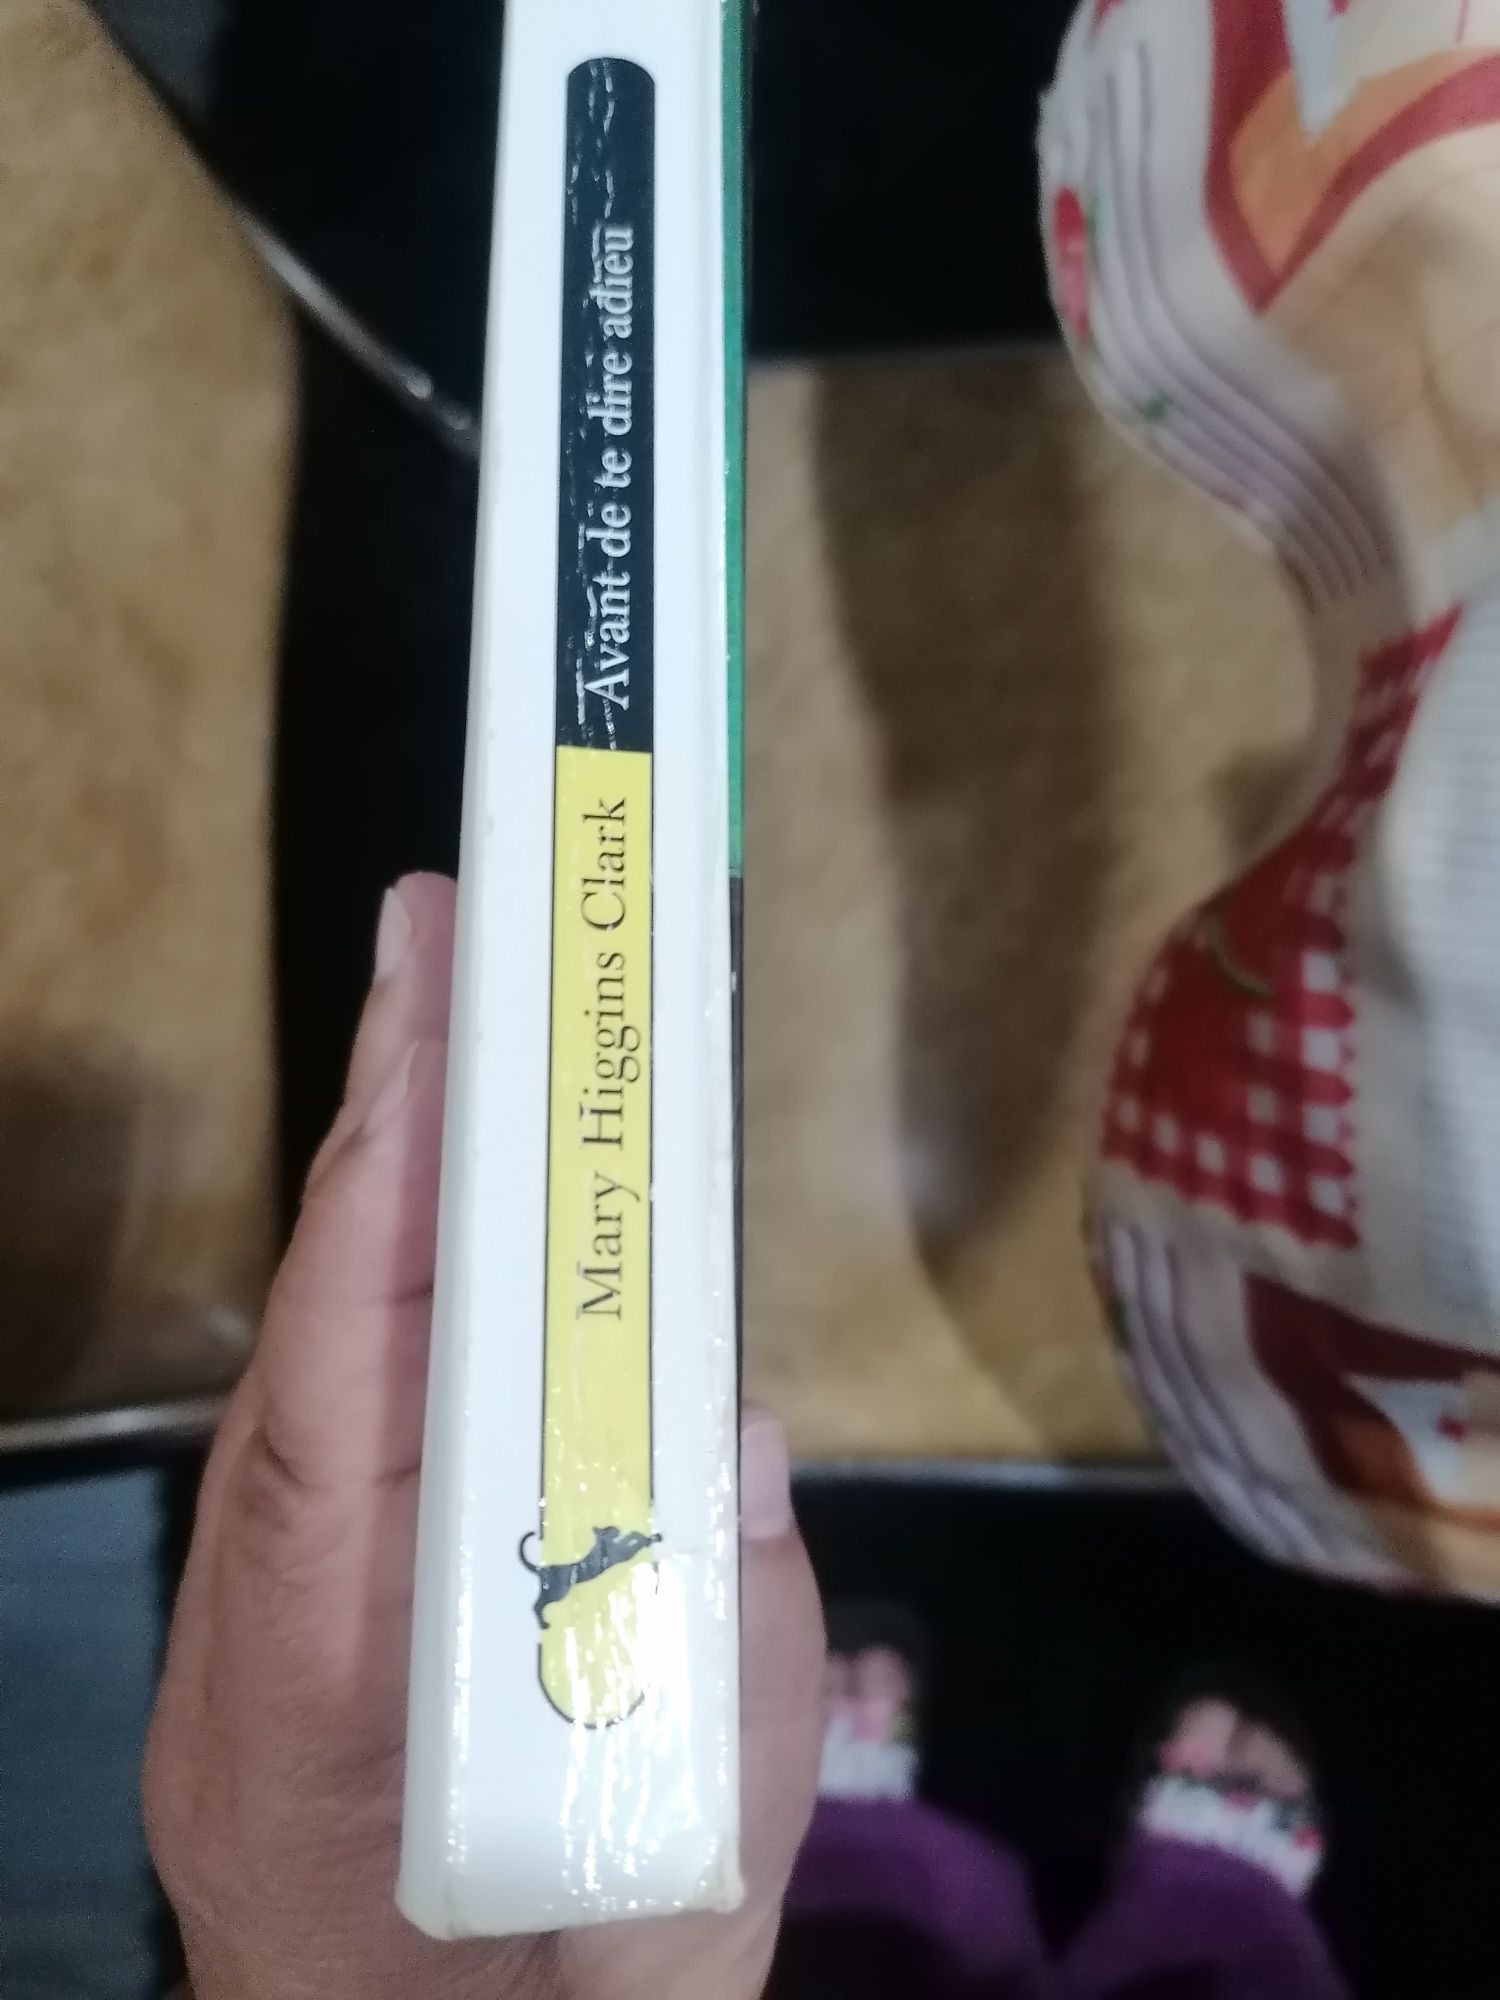 Mary Higgins Clark
Avant de te dire adieu